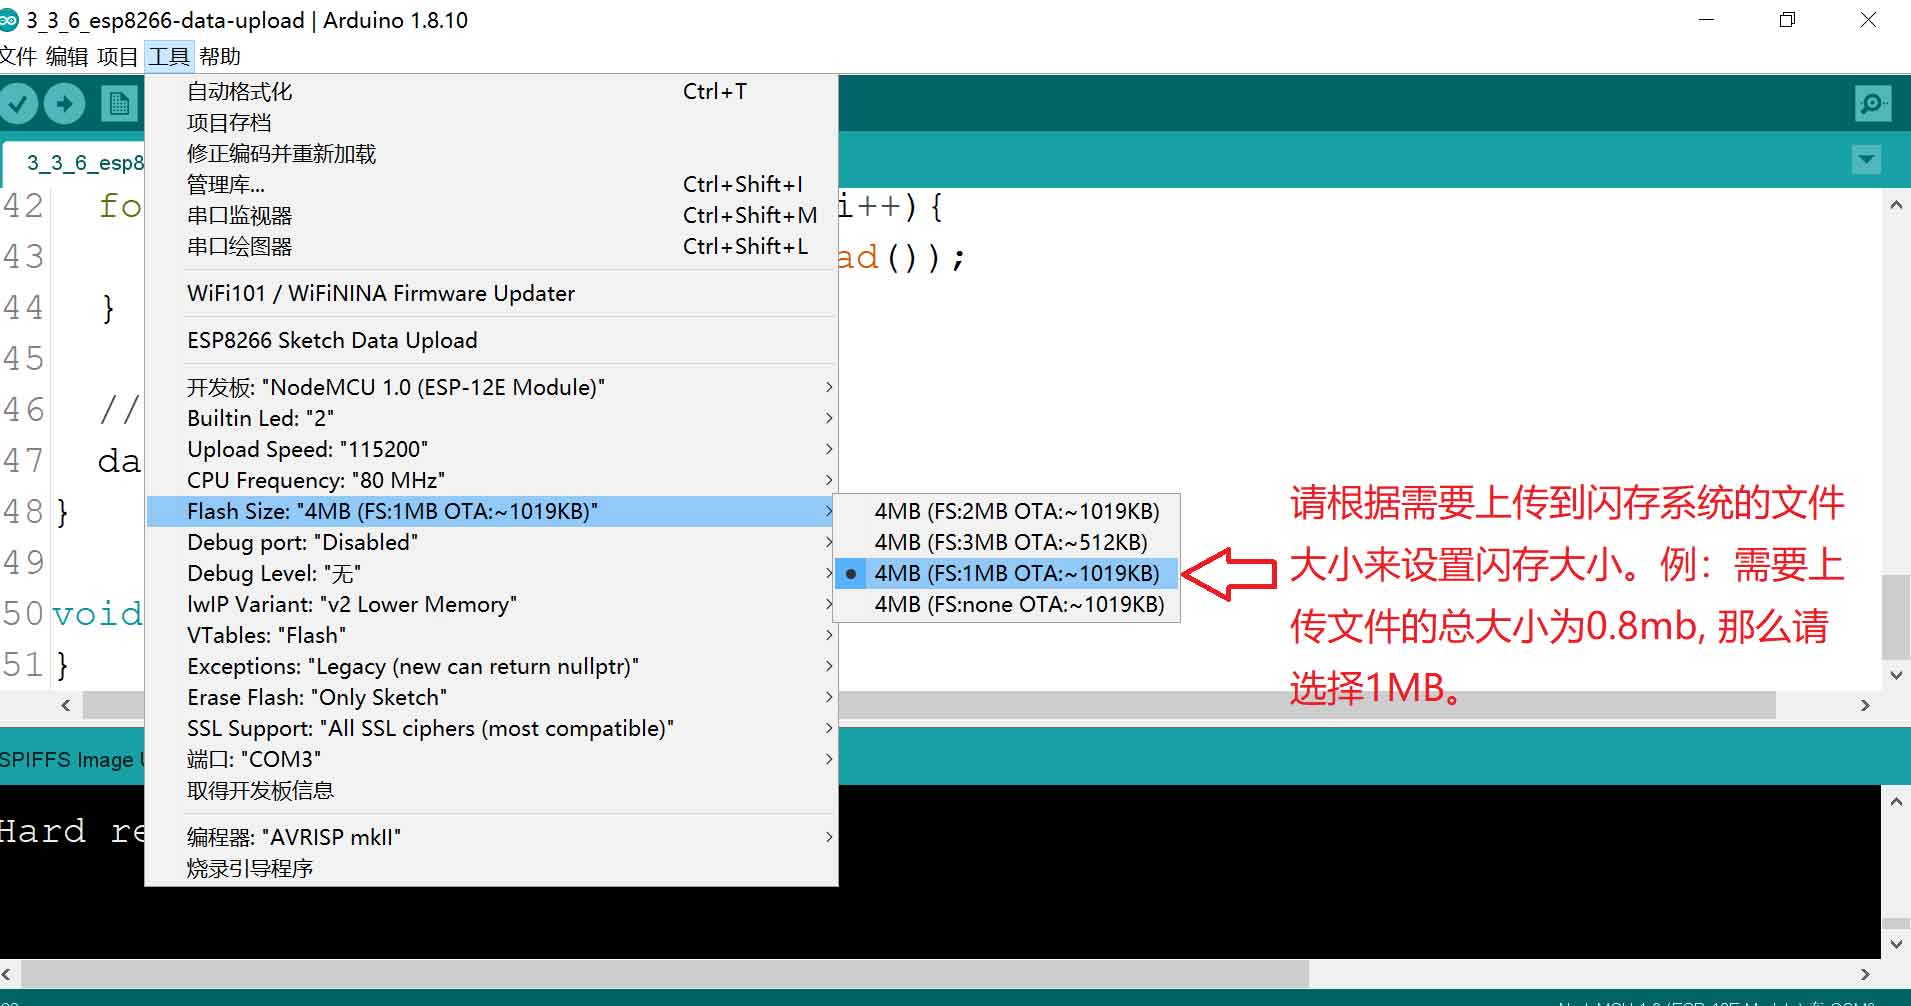 3_3_6_esp8266-data-upload | Arduino 1.8.10
文件 编辑 项目 工具 帮助
自动格式化 Ctrl+T
项目存档
修正编码并重新加载
管理库... Ctrl+Shift+I
串口监视器 Ctrl+Shift+M
串口绘图器 Ctrl+Shift+L
WiFi101 / WiFiNINA Firmware Updater
ESP8266 Sketch Data Upload
开发板: "NodeMCU 1.0 (ESP-12E Module)"
Builtin Led: "2"
Upload Speed: "115200"
CPU Frequency: "80 MHz"
Flash Size: "4MB (FS:1MB OTA:~1019KB)"
Debug port: "Disabled"
Debug Level: "无"
lwIP Variant: "v2 Lower Memory"
VTables: "Flash"
Exceptions: "Legacy (new can return nullptr)"
Erase Flash: "Only Sketch"
SSL Support: "All SSL ciphers (most compatible)"
端口: "COM3"
取得开发板信息
编程器: "AVRISP mkII"
烧录引导程序
4MB (FS:2MB OTA:~1019KB)
4MB (FS:3MB OTA:~512KB)
4MB (FS:1MB OTA:~1019KB)
4MB (FS:none OTA:~1019KB)
请根据需要上传到闪存系统的文件
大小来设置闪存大小。例：需要上
传文件的总大小为0.8mb, 那么请
选择1MB。
3_3_6_esp8
42 fo i++){
43 ad());
44 }
45
46 //
47 da
48 }
49
50 void
51 }
SPIFFS Image
Hard re